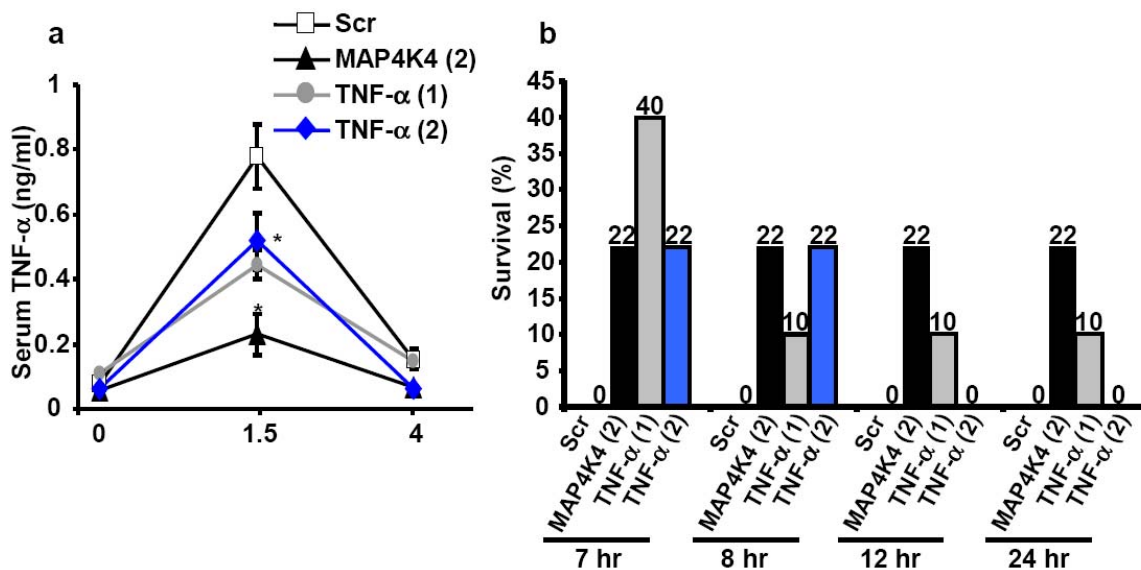 a
Scr
MAP4K4 (2)
TNF-α (1)
TNF-α (2)
Serum TNF-α (ng/ml)
1
0.8
0.6
0.4
0.2
0
*
*
0 1.5 4
b
Survival (%)
45
40
35
30
25
20
15
10
5
0
0 22 40 22
0 22 10 22
0 22 10 0
0 22 10 0
Scr MAP4K4 (2) TNF-α (1) TNF-α (2)
Scr MAP4K4 (2) TNF-α (1) TNF-α (2)
Scr MAP4K4 (2) TNF-α (1) TNF-α (2)
Scr MAP4K4 (2) TNF-α (1) TNF-α (2)
7 hr 8 hr 12 hr 24 hr